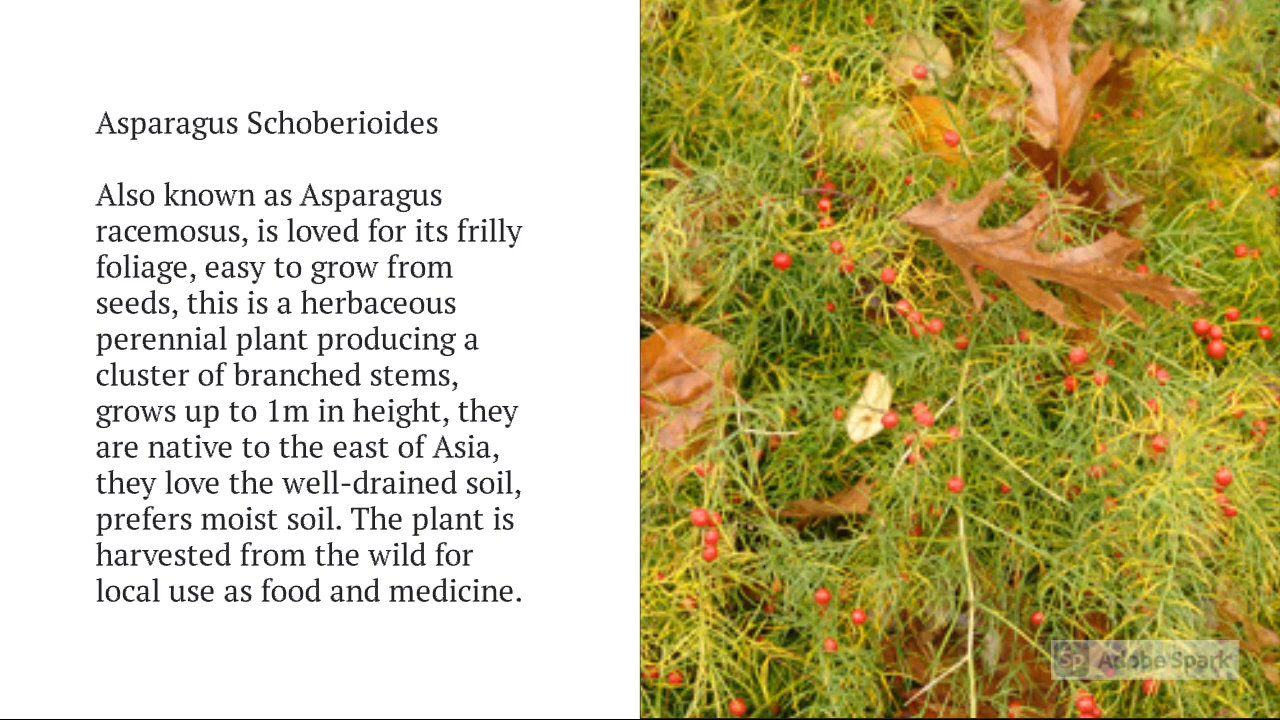 Asparagus Schoberioides
Also known as Asparagus
racemosus, is loved for its frilly
foliage, easy to grow from
seeds, this is a herbaceous
perennial plant producing a
cluster of branched stems,
grows up to 1m in height, they
are native to the east of Asia,
they love the well-drained soil,
prefers moist soil. The plant is
harvested from the wild for
local use as food and medicine.
Sp Adobe Spark